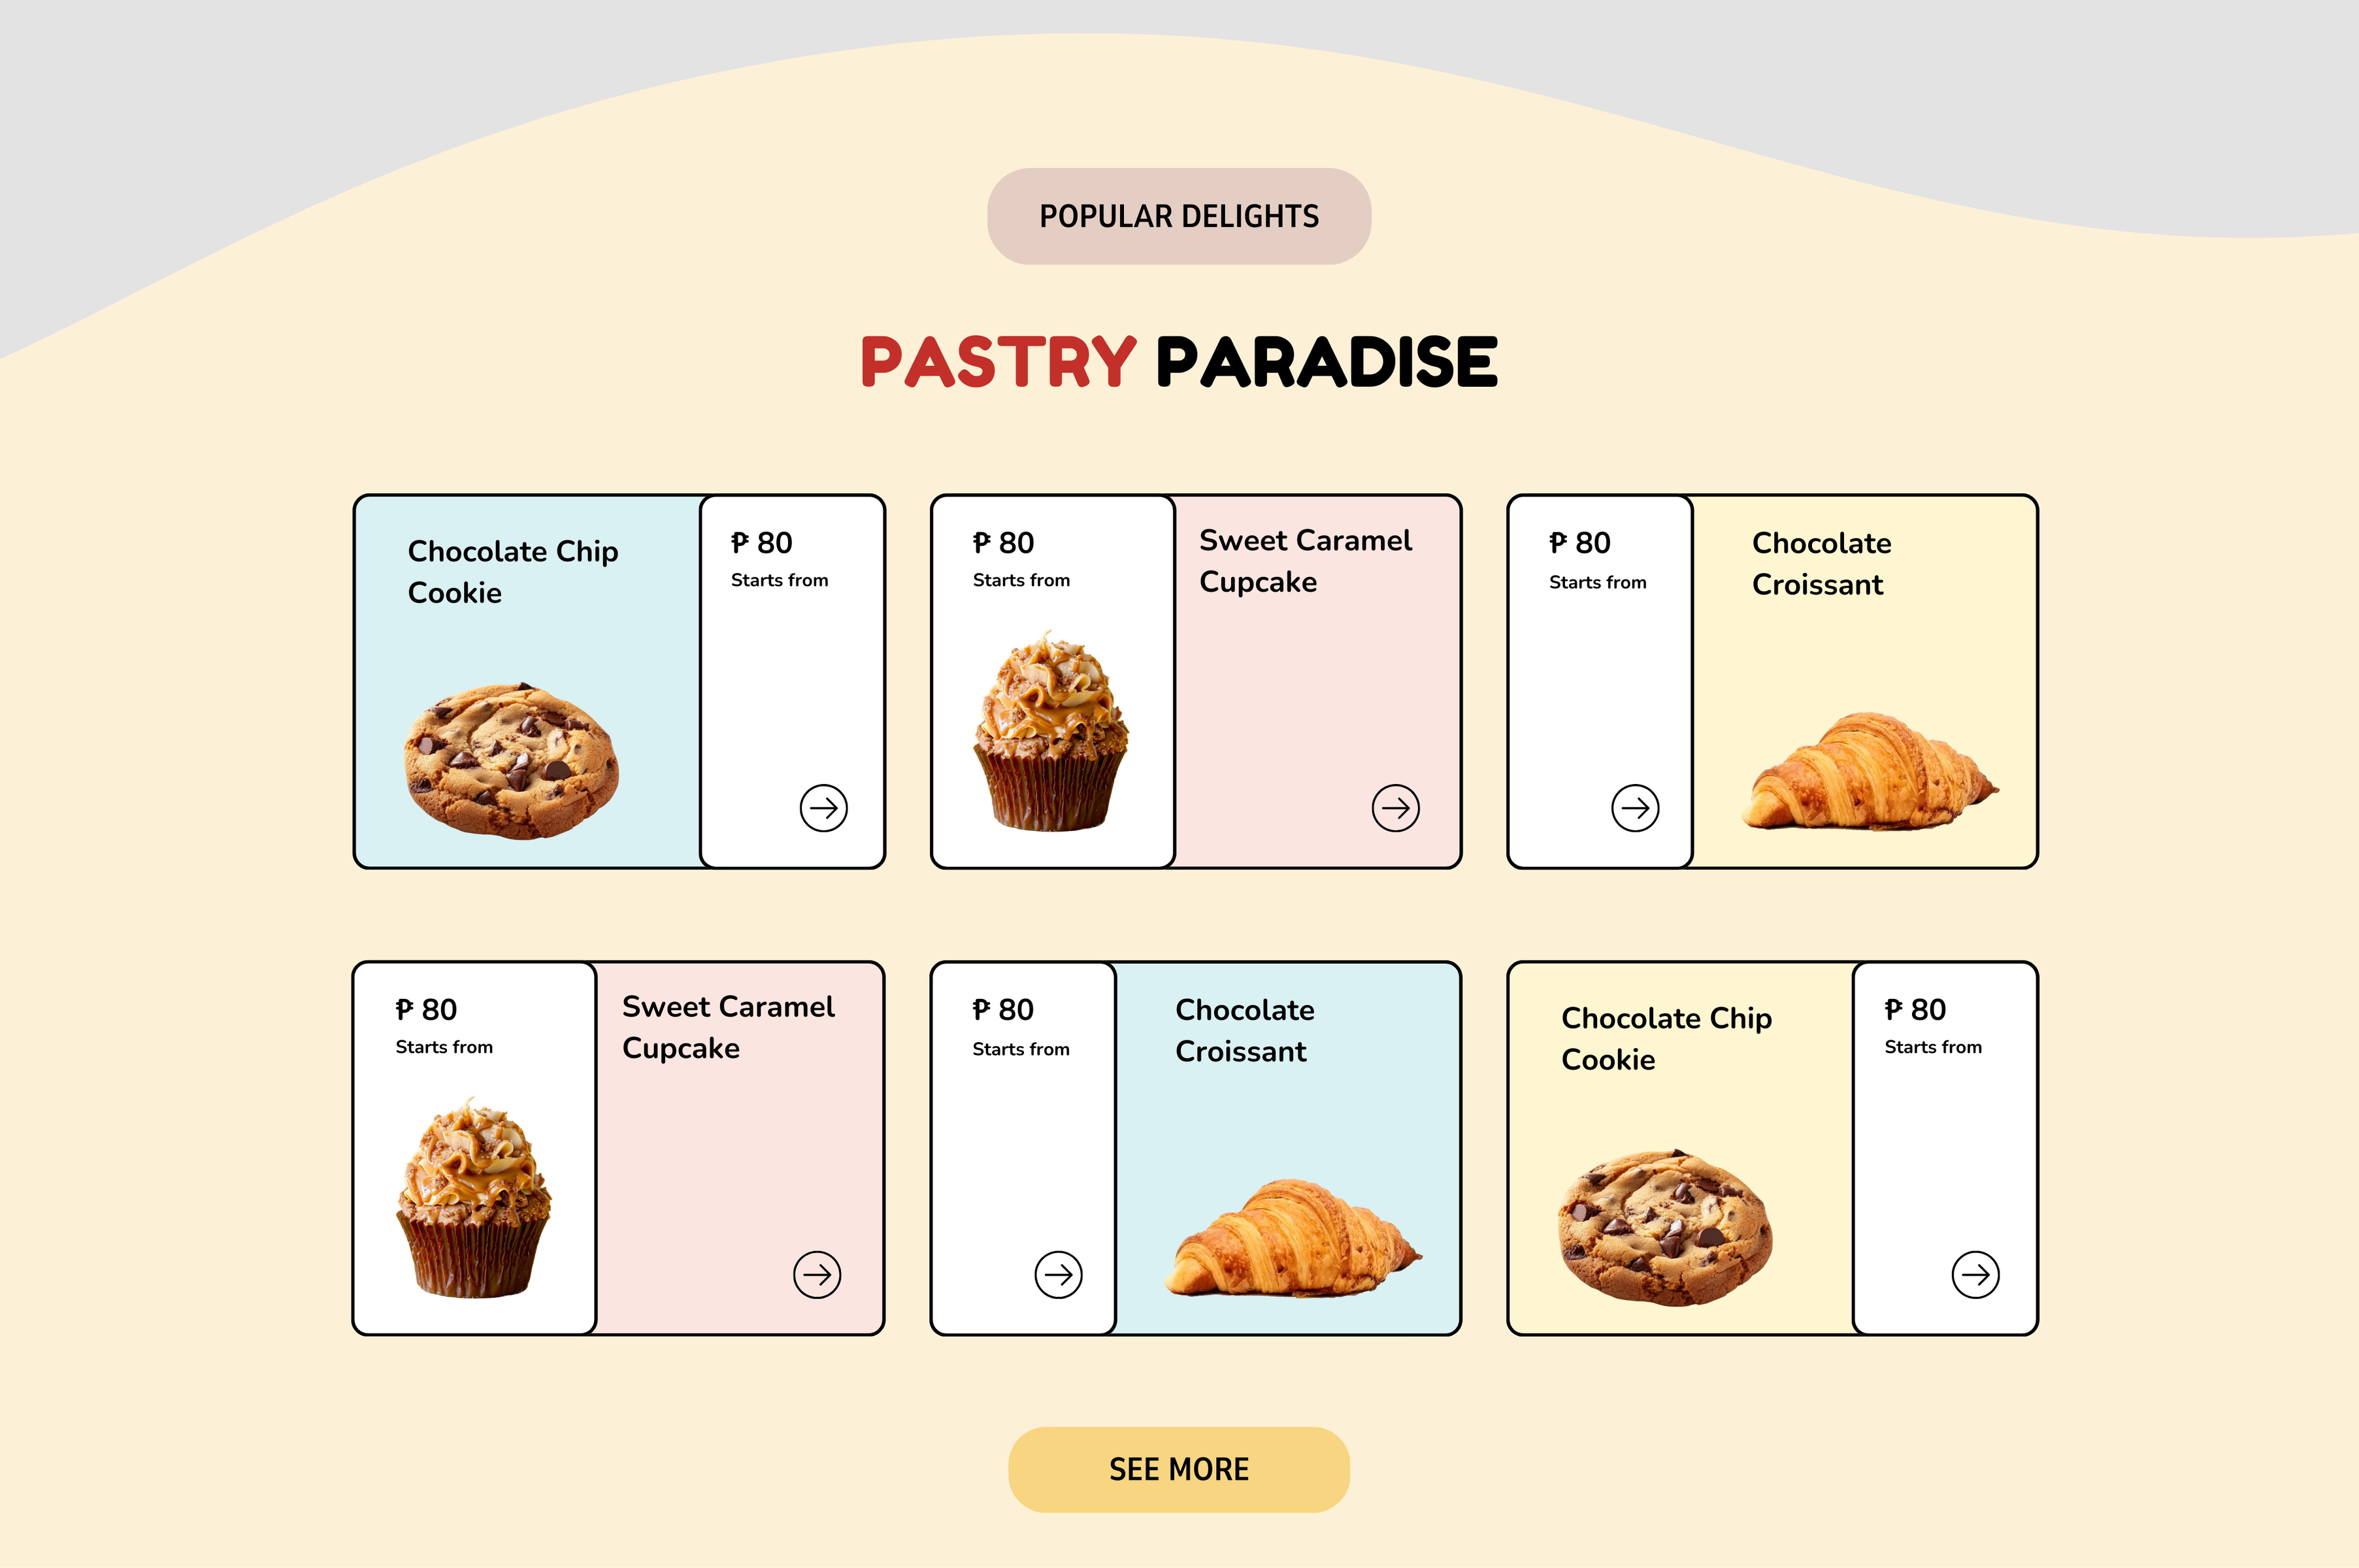 POPULAR DELIGHTS
PASTRY PARADISE
Chocolate Chip
Cookie
₱ 80
Starts from
₱ 80
Starts from
Sweet Caramel
Cupcake
₱ 80
Starts from
Chocolate
Croissant
₱ 80
Starts from
Sweet Caramel
Cupcake
₱ 80
Starts from
Chocolate
Croissant
Chocolate Chip
Cookie
₱ 80
Starts from
SEE MORE